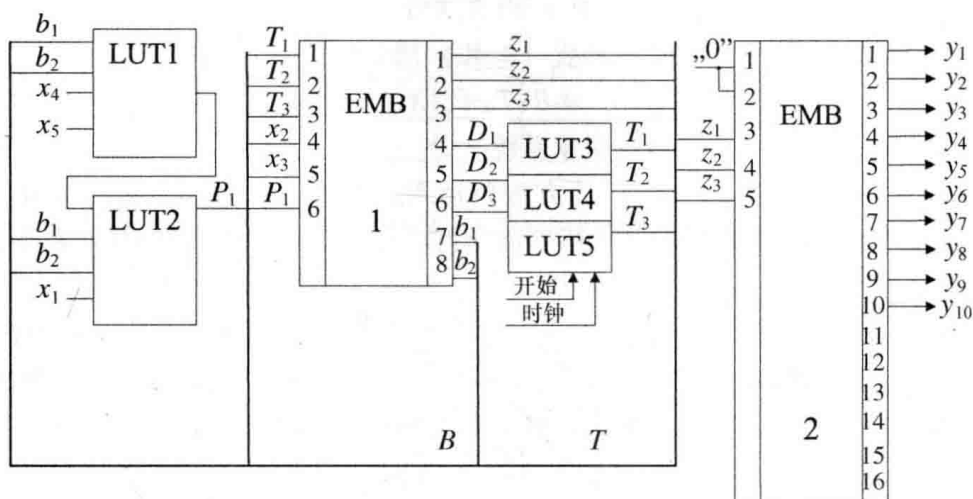 b₁
b₂
x₄
x₅
LUT1
b₁
b₂
x₁
LUT2
P₁
T₁
T₂
T₃
x₂
x₃
P₁
1
2
3
4
5
6
EMB
1
1
2
3
4
5
6
7
8
z₁
z₂
z₃
D₁
D₂
D₃
b₁
b₂
LUT3
LUT4
LUT5
开始
时钟
T₁
T₂
T₃
B
T
„0”
z₁
z₂
z₃
1
2
3
4
5
EMB
2
1
2
3
4
5
6
7
8
9
10
11
12
13
14
15
16
y₁
y₂
y₃
y₄
y₅
y₆
y₇
y₈
y₉
y₁₀